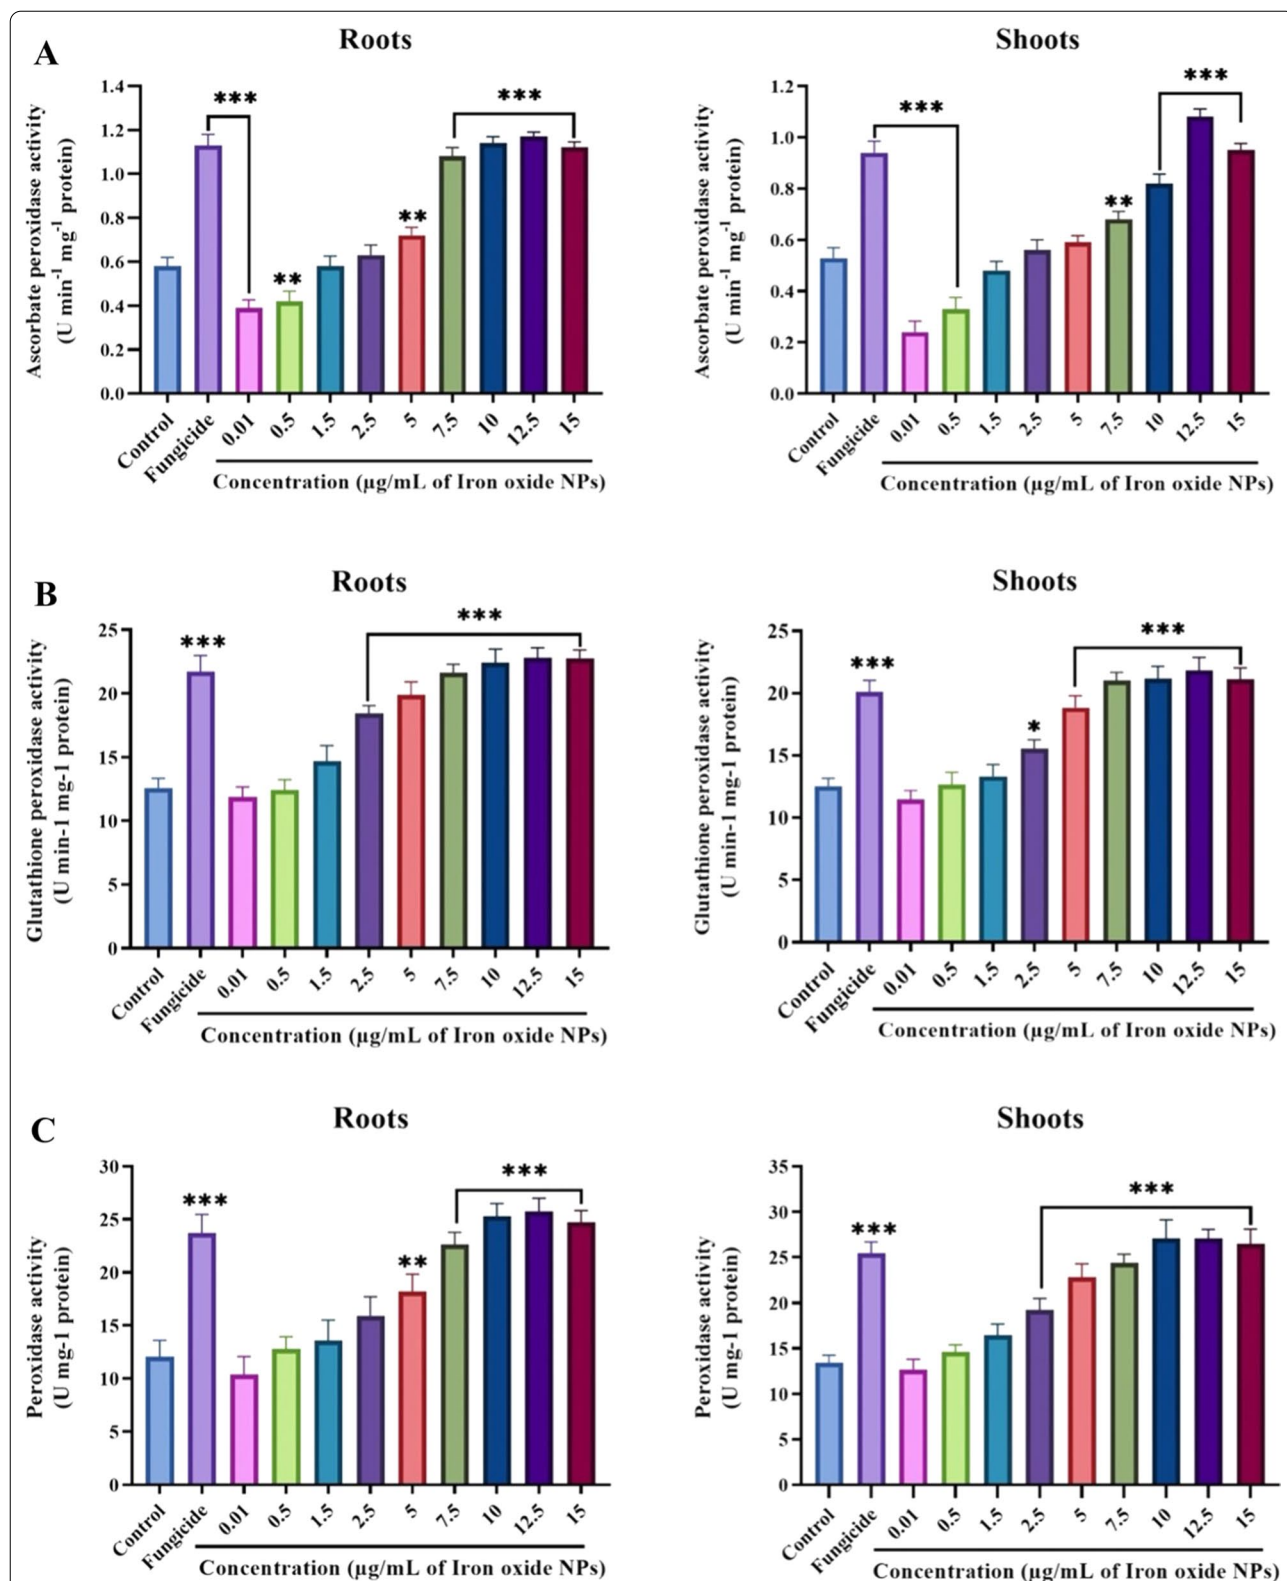 A
Roots
Ascorbate peroxidase activity
(U min-1 mg-1 protein)
1.4
1.2
1.0
0.8
0.6
0.4
0.2
0.0
***
**
**
***
Control
Fungicide
0.01
0.5
1.5
2.5
5
7.5
10
12.5
15
Concentration (µg/mL of Iron oxide NPs)
Shoots
Ascorbate peroxidase activity
(U min-1 mg-1 protein)
1.2
1.0
0.8
0.6
0.4
0.2
0.0
***
**
***
Control
Fungicide
0.01
0.5
1.5
2.5
5
7.5
10
12.5
15
Concentration (µg/mL of Iron oxide NPs)
B
Roots
Glutathione peroxidase activity
(U min-1 mg-1 protein)
25
20
15
10
5
0
***
***
Control
Fungicide
0.01
0.5
1.5
2.5
5
7.5
10
12.5
15
Concentration (µg/mL of Iron oxide NPs)
Shoots
Glutathione peroxidase activity
(U min-1 mg-1 protein)
25
20
15
10
5
0
***
*
***
Control
Fungicide
0.01
0.5
1.5
2.5
5
7.5
10
12.5
15
Concentration (µg/mL of Iron oxide NPs)
C
Roots
Peroxidase activity
(U mg-1 protein)
30
25
20
15
10
5
0
***
**
***
Control
Fungicide
0.01
0.5
1.5
2.5
5
7.5
10
12.5
15
Concentration (µg/mL of Iron oxide NPs)
Shoots
Peroxidase activity
(U mg-1 protein)
35
30
25
20
15
10
5
0
***
***
Control
Fungicide
0.01
0.5
1.5
2.5
5
7.5
10
12.5
15
Concentration (µg/mL of Iron oxide NPs)